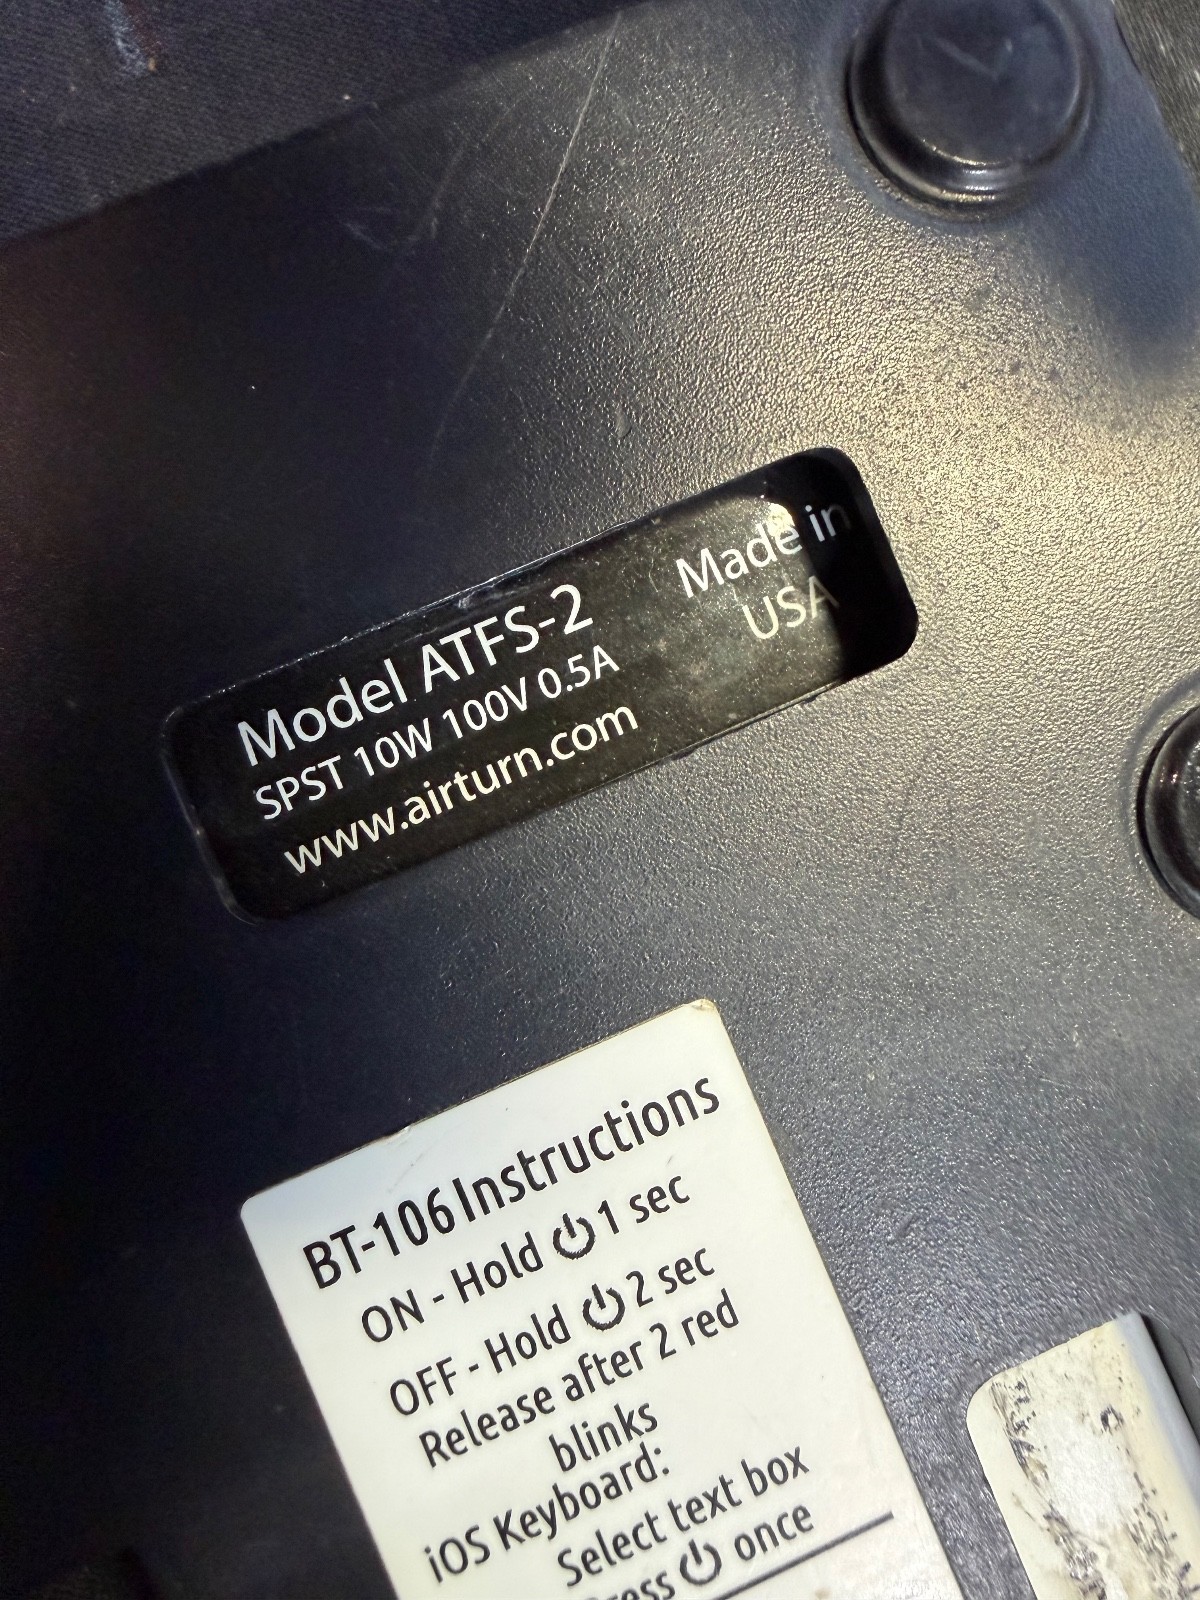 Model ATFS-2
SPST 10W 100V 0.5A
www.airturn.com
Made in
USA
BT-106 Instructions
ON - Hold ⏻ 1 sec
OFF - Hold ⏻ 2 sec
Release after 2 red
blinks
iOS Keyboard:
Select text box
Press ⏻ once